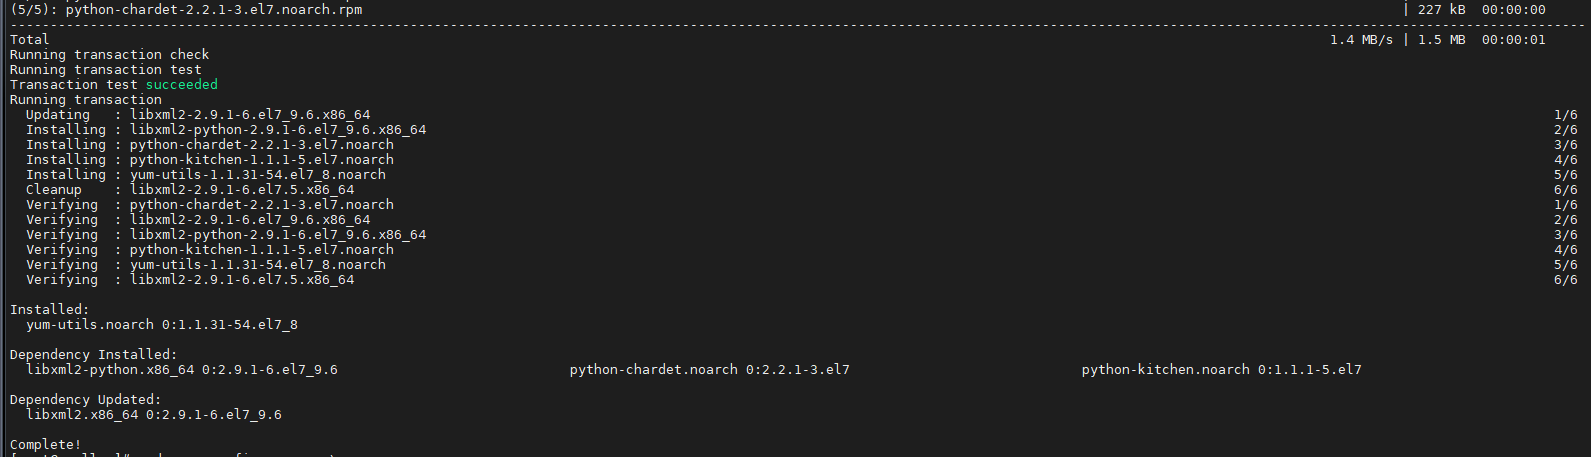 (5/5): python-chardet-2.2.1-3.el7.noarch.rpm | 227 kB 00:00:00
Total 1.4 MB/s | 1.5 MB 00:00:01
Running transaction check
Running transaction test
Transaction test succeeded
Running transaction
Updating : libxml2-2.9.1-6.el7_9.6.x86_64 1/6
Installing : libxml2-python-2.9.1-6.el7_9.6.x86_64 2/6
Installing : python-chardet-2.2.1-3.el7.noarch 3/6
Installing : python-kitchen-1.1.1-5.el7.noarch 4/6
Installing : yum-utils-1.1.31-54.el7_8.noarch 5/6
Cleanup : libxml2-2.9.1-6.el7.5.x86_64 6/6
Verifying : python-chardet-2.2.1-3.el7.noarch 1/6
Verifying : libxml2-2.9.1-6.el7_9.6.x86_64 2/6
Verifying : libxml2-python-2.9.1-6.el7_9.6.x86_64 3/6
Verifying : python-kitchen-1.1.1-5.el7.noarch 4/6
Verifying : yum-utils-1.1.31-54.el7_8.noarch 5/6
Verifying : libxml2-2.9.1-6.el7.5.x86_64 6/6
Installed:
yum-utils.noarch 0:1.1.31-54.el7_8
Dependency Installed:
libxml2-python.x86_64 0:2.9.1-6.el7_9.6 python-chardet.noarch 0:2.2.1-3.el7 python-kitchen.noarch 0:1.1.1-5.el7
Dependency Updated:
libxml2.x86_64 0:2.9.1-6.el7_9.6
Complete!